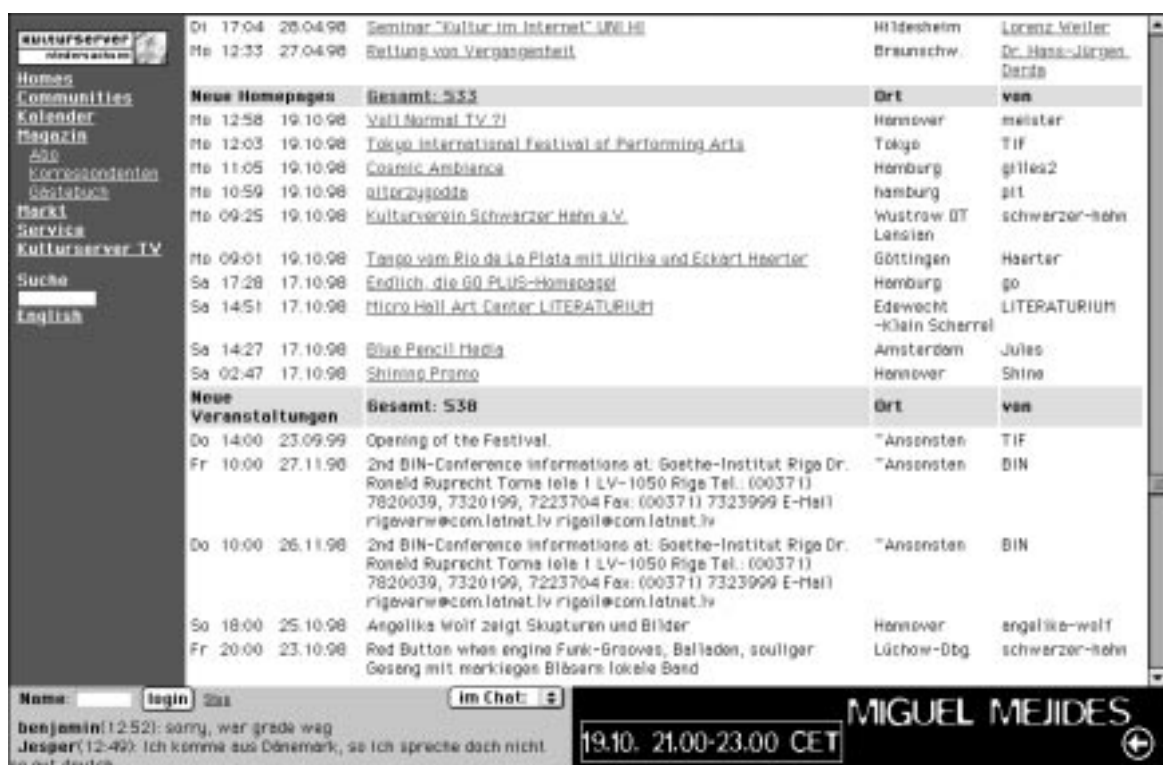 kulturserver
niedersachsen
Homes
Communities
Kalender
Magazin
Abo
Korrespondenten
Gästebuch
Markt
Service
Kulturserver TV
Suche
English
Di 17:04 28.04.98 Seminar "Kultur im Internet" UNI HI Hildesheim Lorenz Weiler
Mo 12:33 27.04.98 Rettung von Vergangenheit Braunschw. Dr. Hans-Jürgen
Derda
Neue Homepages Gesamt: 533 Ort von
Mo 12:58 19.10.98 Voll Normal TV ?! Hannover meister
Mo 12:03 19.10.98 Tokyo International Festival of Performing Arts Tokyo TIF
Mo 11:05 19.10.98 Cosmic Ambience Hamburg gilles2
Mo 10:59 19.10.98 pitprzygodda hamburg pit
Mo 09:25 19.10.98 Kulturverein Schwarzer Hahn e.V. Wustrow OT schwarzer-hahn
Lensian
Mo 09:01 19.10.98 Tango vom Rio de La Plata mit Ulrike und Eckart Haerter Göttingen Haerter
Sa 17:28 17.10.98 Endlich, die GO PLUS-Homepage! Hamburg go
Sa 14:51 17.10.98 Micro Hall Art Center LITERATURIUM Edewecht LITERATURIUM
-Klein Scharrel
Sa 14:27 17.10.98 Blue Pencil Media Amsterdam Jules
Sa 02:47 17.10.98 Shining Promo Hannover Shine
Neue
Veranstaltungen Gesamt: 538 Ort von
Do 14:00 23.09.99 Opening of the Festival. ~Ansonsten TIF
Fr 10:00 27.11.98 2nd BIN-Conference informations at: Goethe-Institut Riga Dr. ~Ansonsten BIN
Ronald Ruprecht Torna iela 1 LV-1050 Riga Tel.: (00371)
7820039, 7320199, 7223704 Fax: (00371) 7323999 E-Mail
rigaverw@com.latnet.lv rigail@com.latnet.lv
Do 10:00 26.11.98 2nd BIN-Conference informations at: Goethe-Institut Riga Dr. ~Ansonsten BIN
Ronald Ruprecht Torna iela 1 LV-1050 Riga Tel.: (00371)
7820039, 7320199, 7223704 Fax: (00371) 7323999 E-Mail
rigaverw@com.latnet.lv rigail@com.latnet.lv
So 18:00 25.10.98 Angelika Wolf zeigt Skupturen und Bilder Hannover angelika-wolf
Fr 20:00 23.10.98 Red Button when engine Funk-Grooves, Balladen, souliger Lüchow-Dbg. schwarzer-hahn
Gesang mit markiegen Bläsern lokale Band
Name: login im Chat:
benjamin(12:52): sorry, war grade weg
Jesper(12:49): Ich komme aus Dänemark, so Ich spreche doch nicht
so gut deutch
MIGUEL MEJIDES
19.10. 21.00-23.00 CET